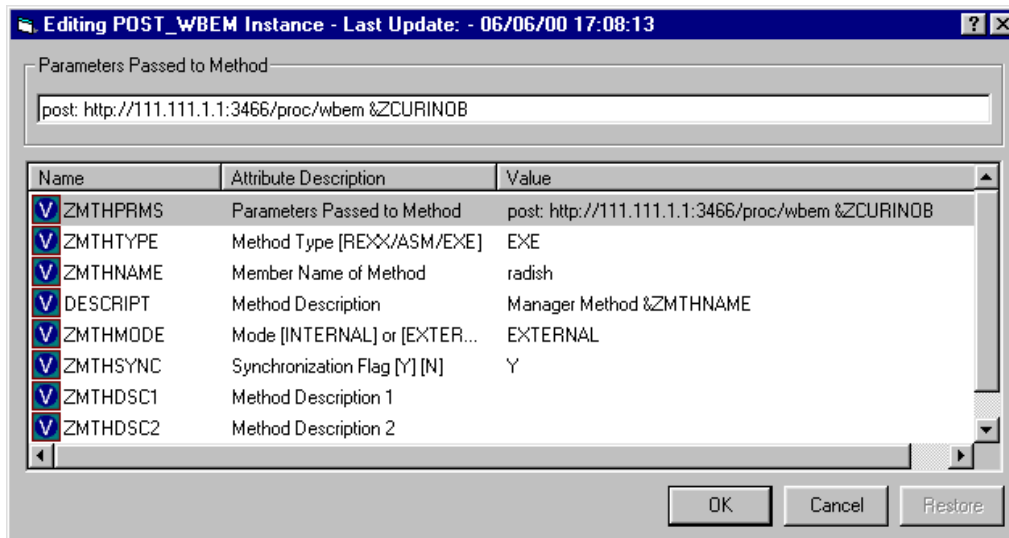 Editing POST_WBEM Instance - Last Update: - 06/06/00 17:08:13
Parameters Passed to Method
post: http://111.111.1.1:3466/proc/wbem &ZCURINOB
Name Attribute Description Value
V ZMTHPRMS Parameters Passed to Method post: http://111.111.1.1:3466/proc/wbem &ZCURINOB
V ZMTHTYPE Method Type [REXX/ASM/EXE] EXE
V ZMTHNAME Member Name of Method radish
V DESCRIPT Method Description Manager Method &ZMTHNAME
V ZMTHMODE Mode [INTERNAL] or [EXTER... EXTERNAL
V ZMTHSYNC Synchronization Flag [Y] [N] Y
V ZMTHDSC1 Method Description 1
V ZMTHDSC2 Method Description 2
OK Cancel Restore